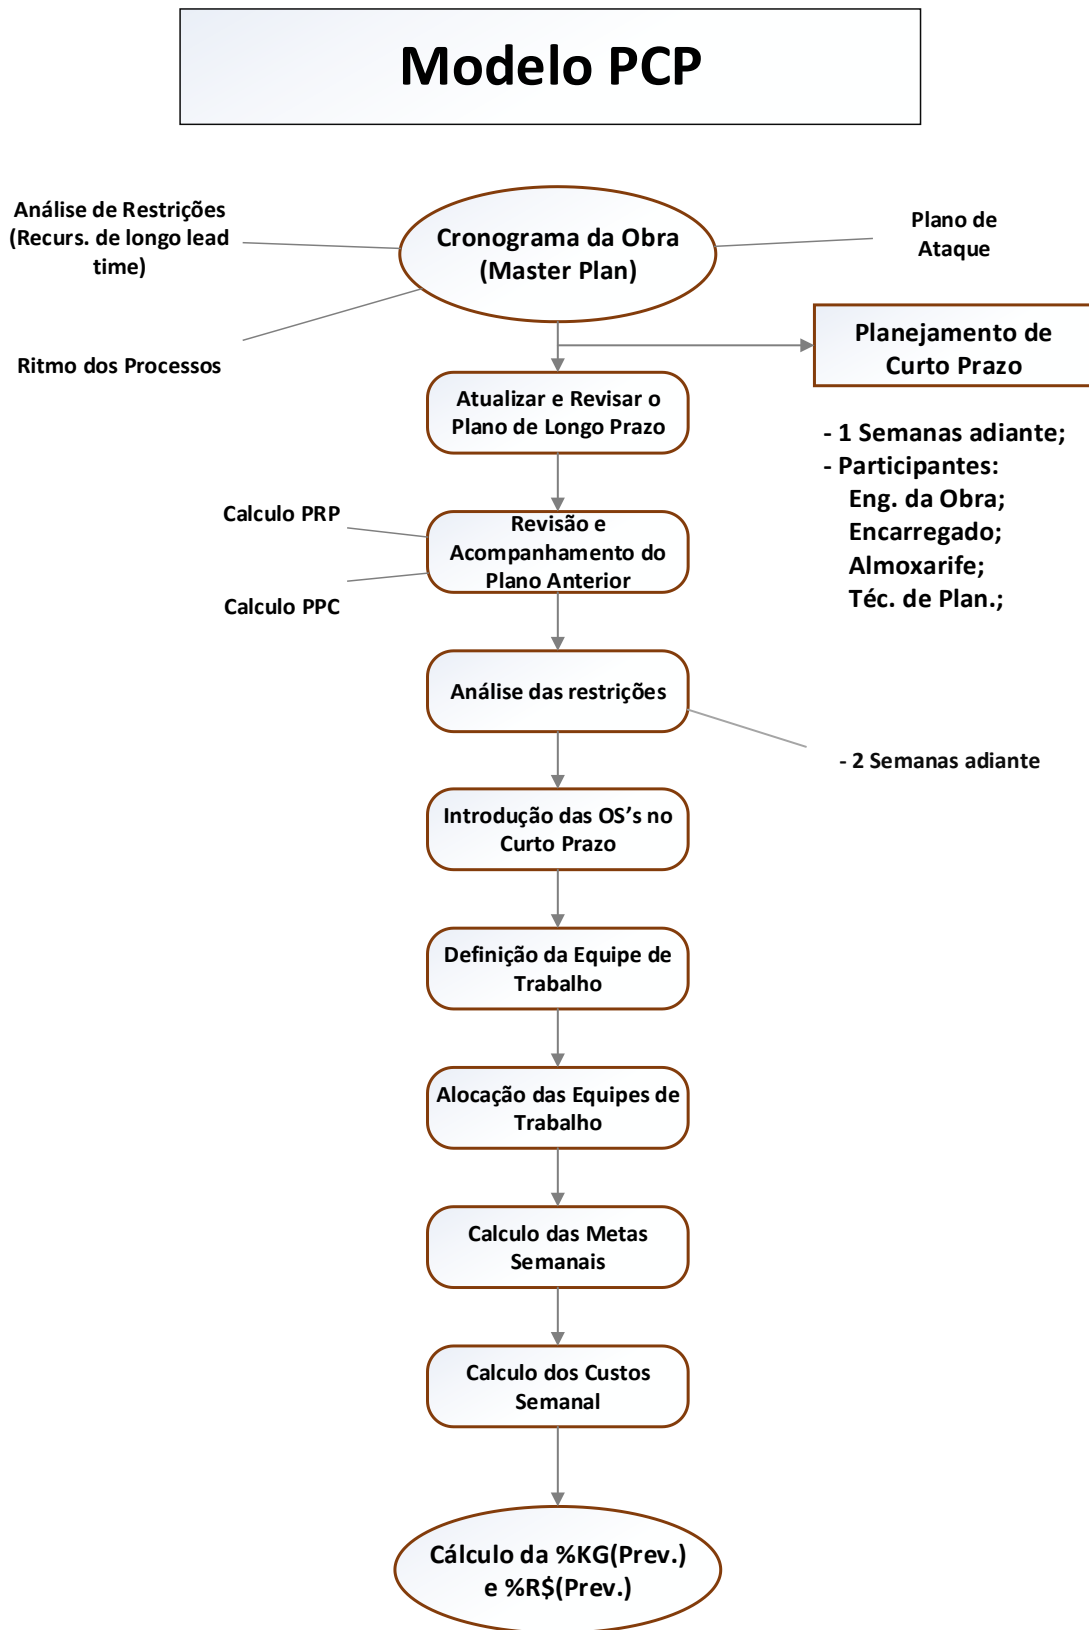 Modelo PCP
Análise de Restrições
(Recurs. de longo lead
time)
Cronograma da Obra
(Master Plan)
Plano de
Ataque
Ritmo dos Processos
Planejamento de
Curto Prazo
Atualizar e Revisar o
Plano de Longo Prazo
- 1 Semanas adiante;
- Participantes:
Eng. da Obra;
Encarregado;
Almoxarife;
Téc. de Plan.;
Calculo PRP
Revisão e
Acompanhamento do
Plano Anterior
Calculo PPC
Análise das restrições
- 2 Semanas adiante
Introdução das OS’s no
Curto Prazo
Definição da Equipe de
Trabalho
Alocação das Equipes de
Trabalho
Calculo das Metas
Semanais
Calculo dos Custos
Semanal
Cálculo da %KG(Prev.)
e %R$(Prev.)